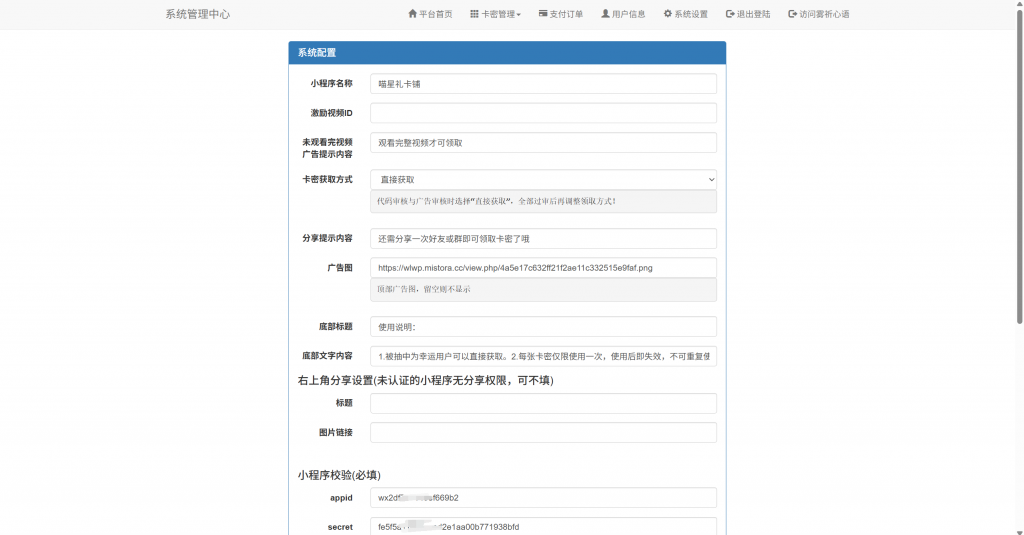 系统管理中心
平台首页 卡密管理 支付订单 用户信息 系统设置 退出登陆 访问雾祈心语
系统配置
小程序名称 喵星礼卡铺
激励视频ID
未观看完视频广告提示内容 观看完整视频才可领取
卡密获取方式 直接获取
代码审核与广告审核时选择"直接获取"，全部过审后再调整领取方式！
分享提示内容 还需分享一次好友或群即可领取卡密了哦
广告图 https://wlwp.mistora.cc/view.php/4a5e17c632ff21f2ae11c332515e9faf.png
顶部广告图，留空则不显示
底部标题 使用说明：
底部文字内容 1.被抽中为幸运用户可以直接获取。2.每张卡密仅限使用一次，使用后即失效，不可重复使
右上角分享设置(未认证的小程序无分享权限，可不填)
标题
图片链接
小程序校验(必填)
appid
secret